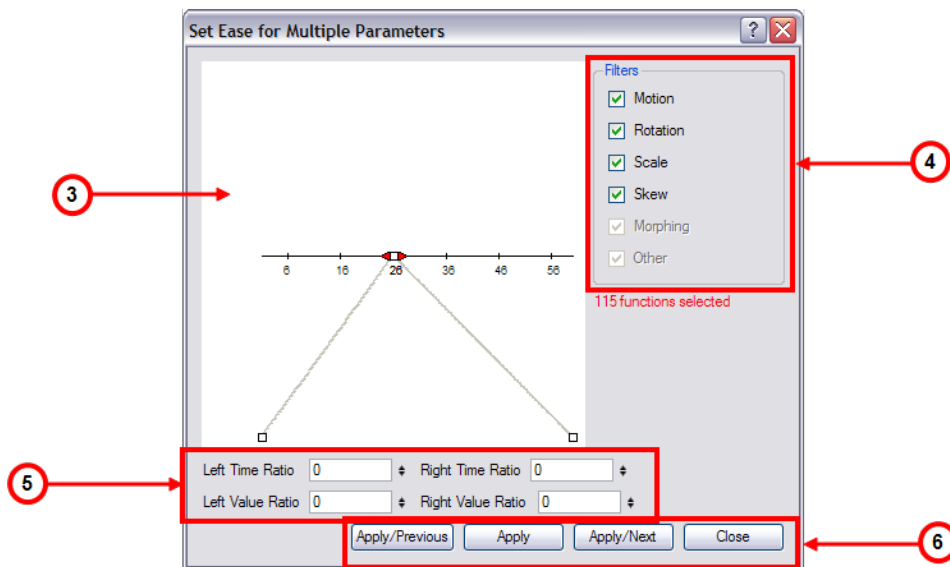 Set Ease for Multiple Parameters
?
Filters
Motion
Rotation
Scale
Skew
Morphing
Other
4
3
6 16 26 36 46 56
115 functions selected
Left Time Ratio 0 Right Time Ratio 0
Left Value Ratio 0 Right Value Ratio 0
5
Apply/Previous Apply Apply/Next Close
6